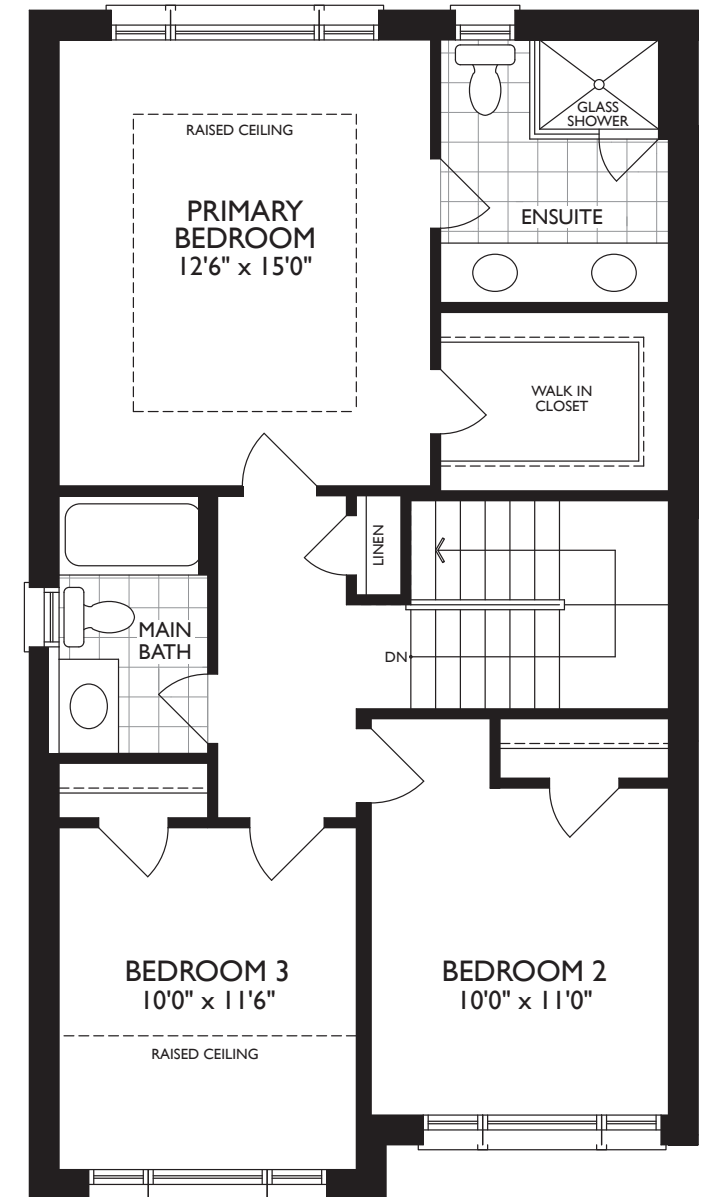 RAISED CEILING
PRIMARY
BEDROOM
12'6" x 15'0"
GLASS
SHOWER
ENSUITE
WALK IN
CLOSET
LINEN
MAIN
BATH
DN
BEDROOM 3
10'0" x 11'6"
RAISED CEILING
BEDROOM 2
10'0" x 11'0"